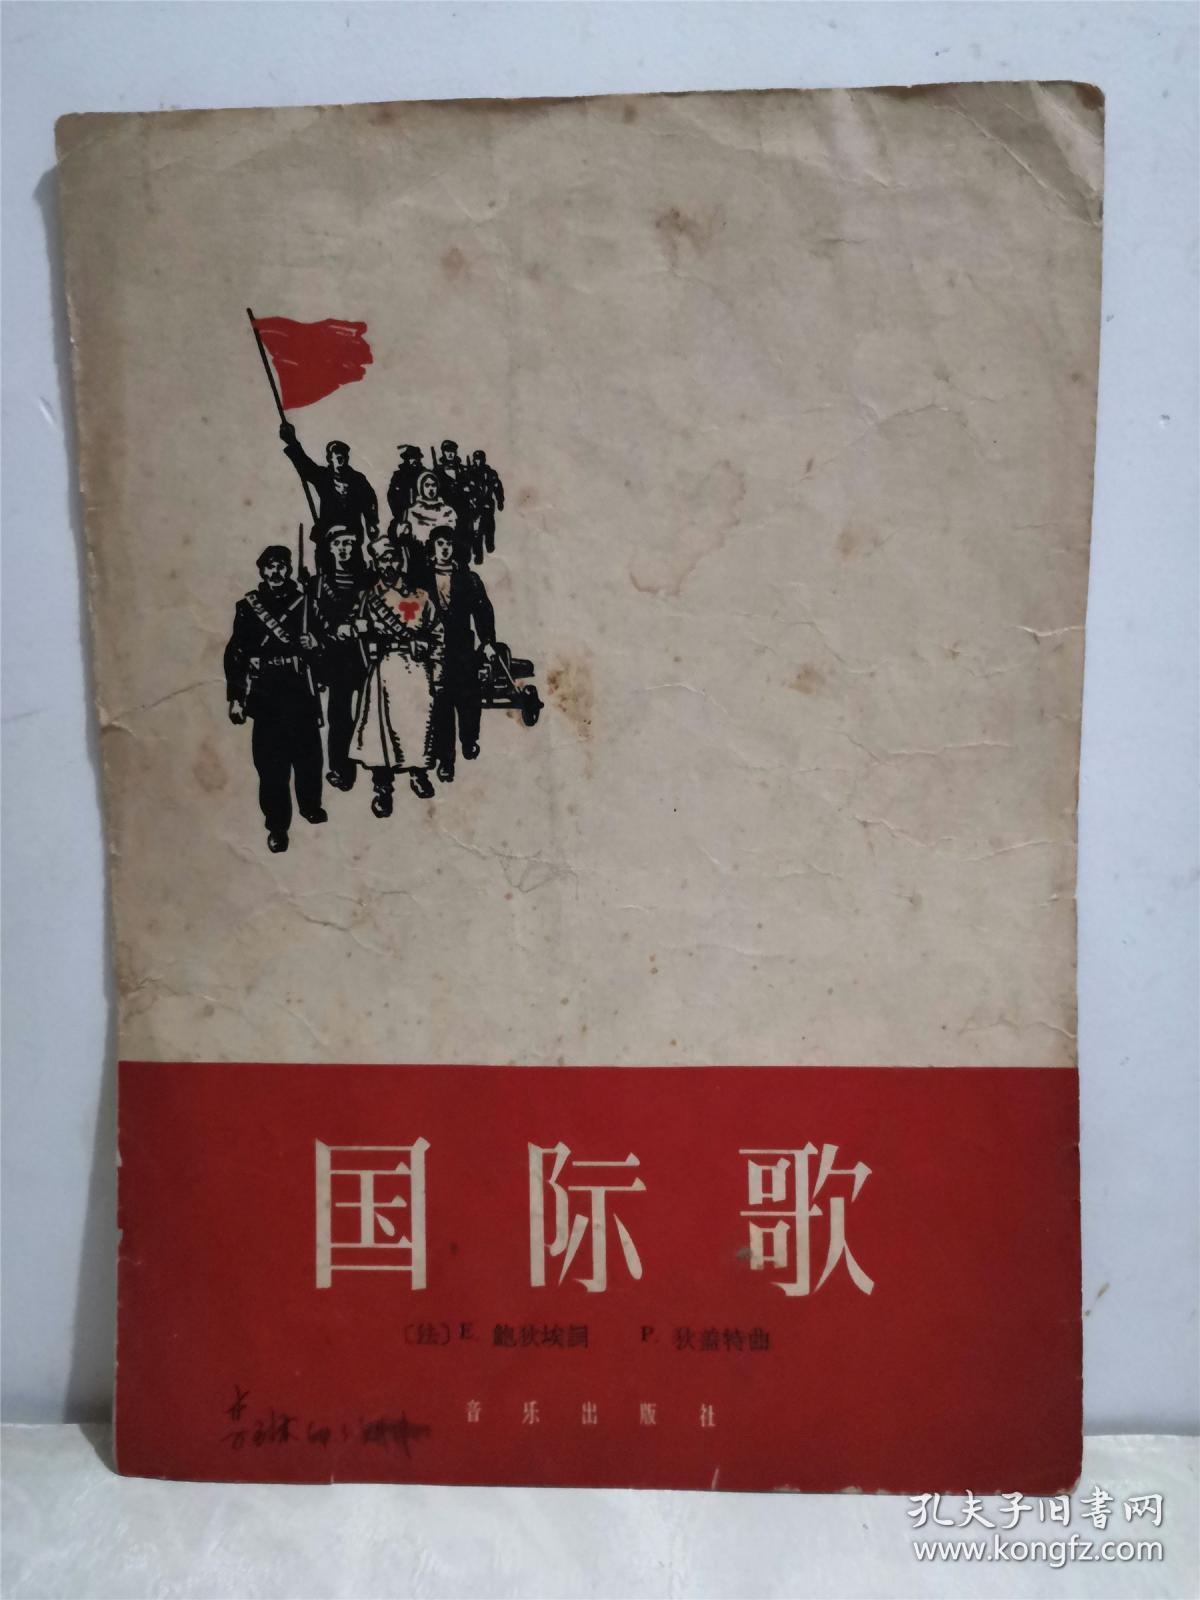 国际歌
〔法〕E. 鮑狄埃詞 P. 狄盖特曲
音乐出版社
孔夫子旧书网
www.kongfz.com